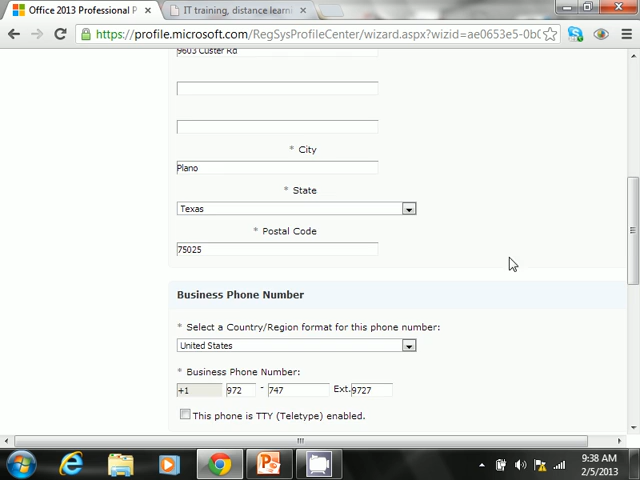 Office 2013 Professional P
IT training, distance learn
https://profile.microsoft.com/RegSysProfileCenter/wizard.aspx?wizid=ae0653e5-0b0
9603 Custer Rd
* City
Plano
* State
Texas
* Postal Code
75025
Business Phone Number
* Select a Country/Region format for this phone number:
United States
* Business Phone Number:
+1 972 - 747 Ext. 9727
This phone is TTY (Teletype) enabled.
9:38 AM
2/5/2013